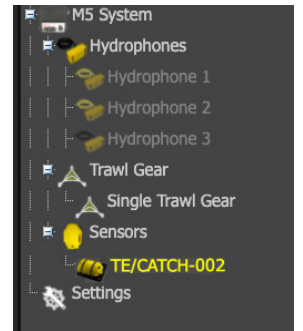 M5 System
Hydrophones
Hydrophone 1
Hydrophone 2
Hydrophone 3
Trawl Gear
Single Trawl Gear
Sensors
TE/CATCH-002
Settings